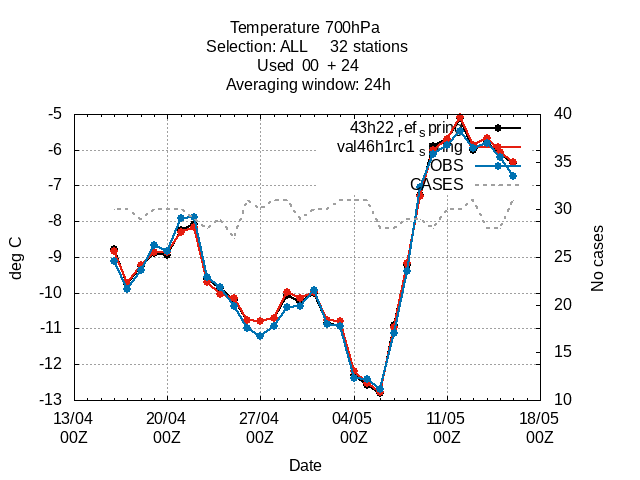 Temperature 700hPa
Selection: ALL 32 stations
Used 00 + 24
Averaging window: 24h
-5
-6
-7
-8
-9
-10
-11
-12
-13
deg C
40
35
30
25
20
15
10
No cases
43h22_ref_spring
val46h1rc1_spring
OBS
CASES
13/04 20/04 27/04 04/05 11/05 18/05
00Z 00Z 00Z 00Z 00Z 00Z
Date